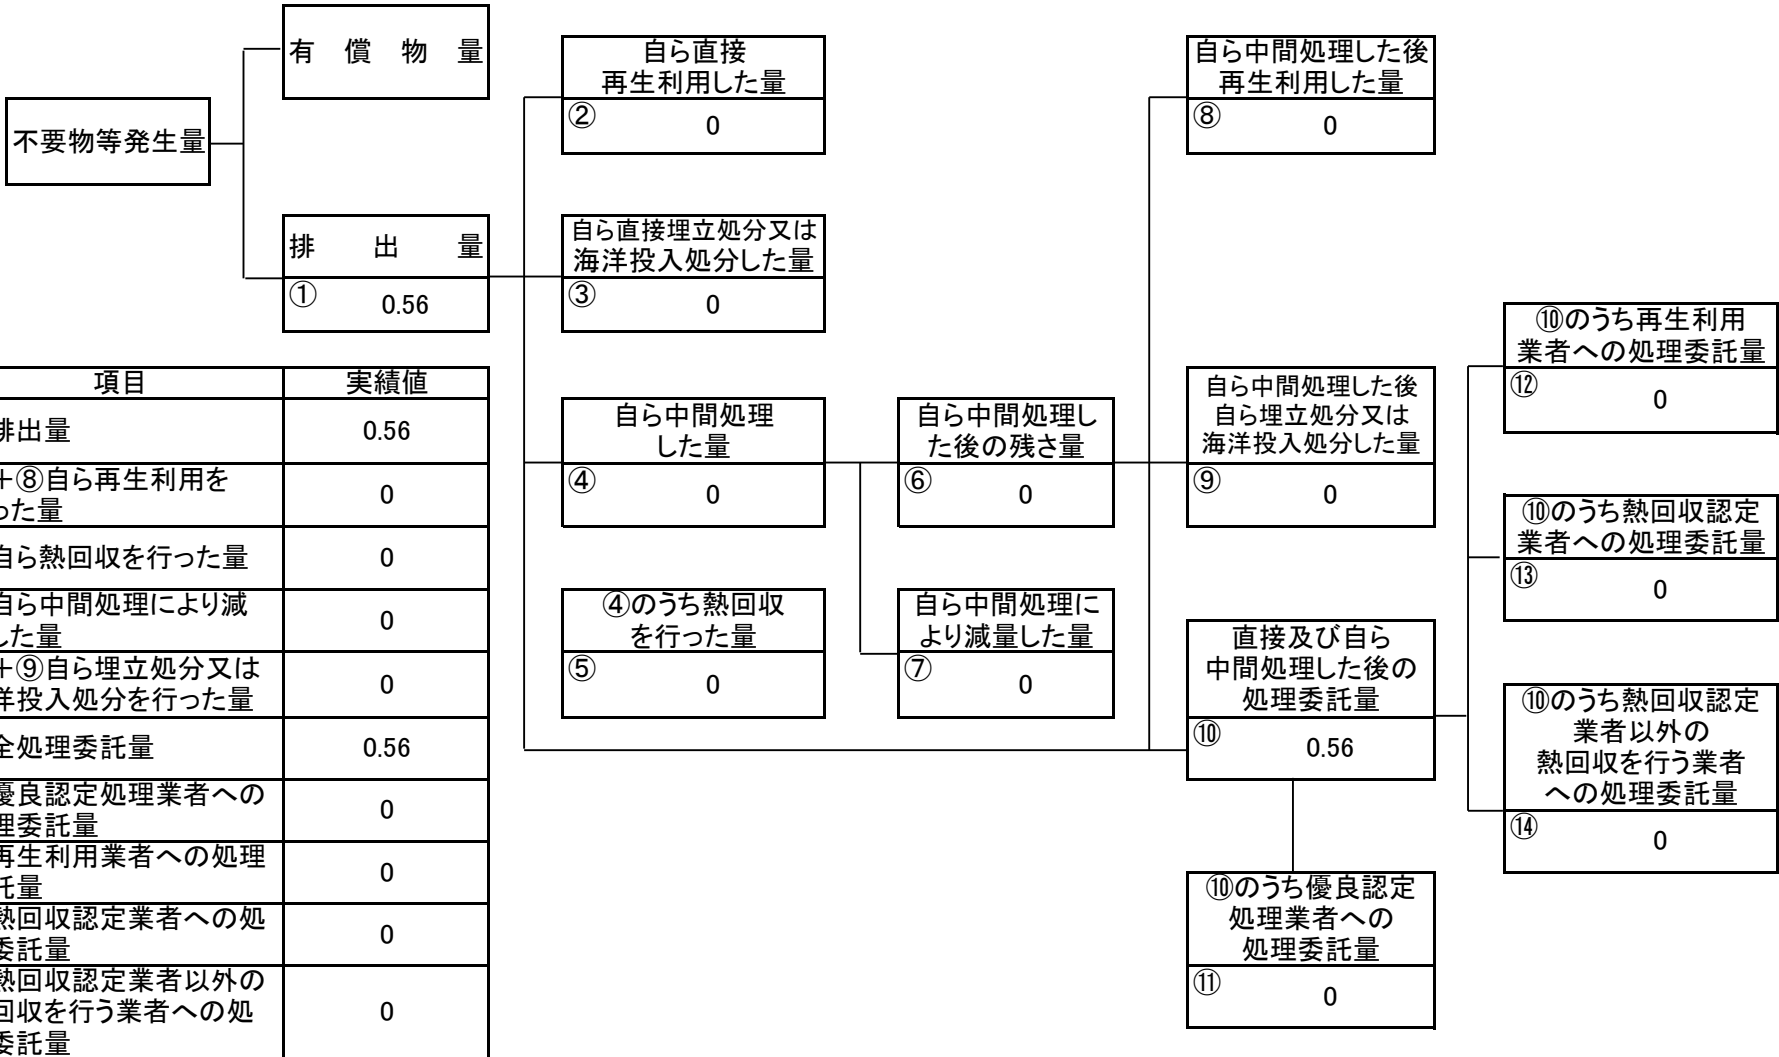 有償物量
不要物等発生量
排出量
①
0.56
自ら直接
再生利用した量
②
0
自ら直接埋立処分又は
海洋投入処分した量
③
0
自ら中間処理
した量
④
0
④のうち熱回収
を行った量
⑤
0
自ら中間処理し
た後の残さ量
⑥
0
自ら中間処理に
より減量した量
⑦
0
自ら中間処理した後
再生利用した量
⑧
0
自ら中間処理した後
自ら埋立処分又は
海洋投入処分した量
⑨
0
直接及び自ら
中間処理した後の
処理委託量
⑩
0.56
⑩のうち優良認定
処理業者への
処理委託量
⑪
0
⑩のうち再生利用
業者への処理委託量
⑫
0
⑩のうち熱回収認定
業者への処理委託量
⑬
0
⑩のうち熱回収認定
業者以外の
熱回収を行う業者
への処理委託量
⑭
0
項目 実績値
排出量 0.56
+⑧自ら再生利用を
った量 0
自ら熱回収を行った量 0
自ら中間処理により減
した量 0
+⑨自ら埋立処分又は
洋投入処分を行った量 0
全処理委託量 0.56
優良認定処理業者への
理委託量 0
再生利用業者への処理
託量 0
熱回収認定業者への処
委託量 0
熱回収認定業者以外の
回収を行う業者への処
委託量 0